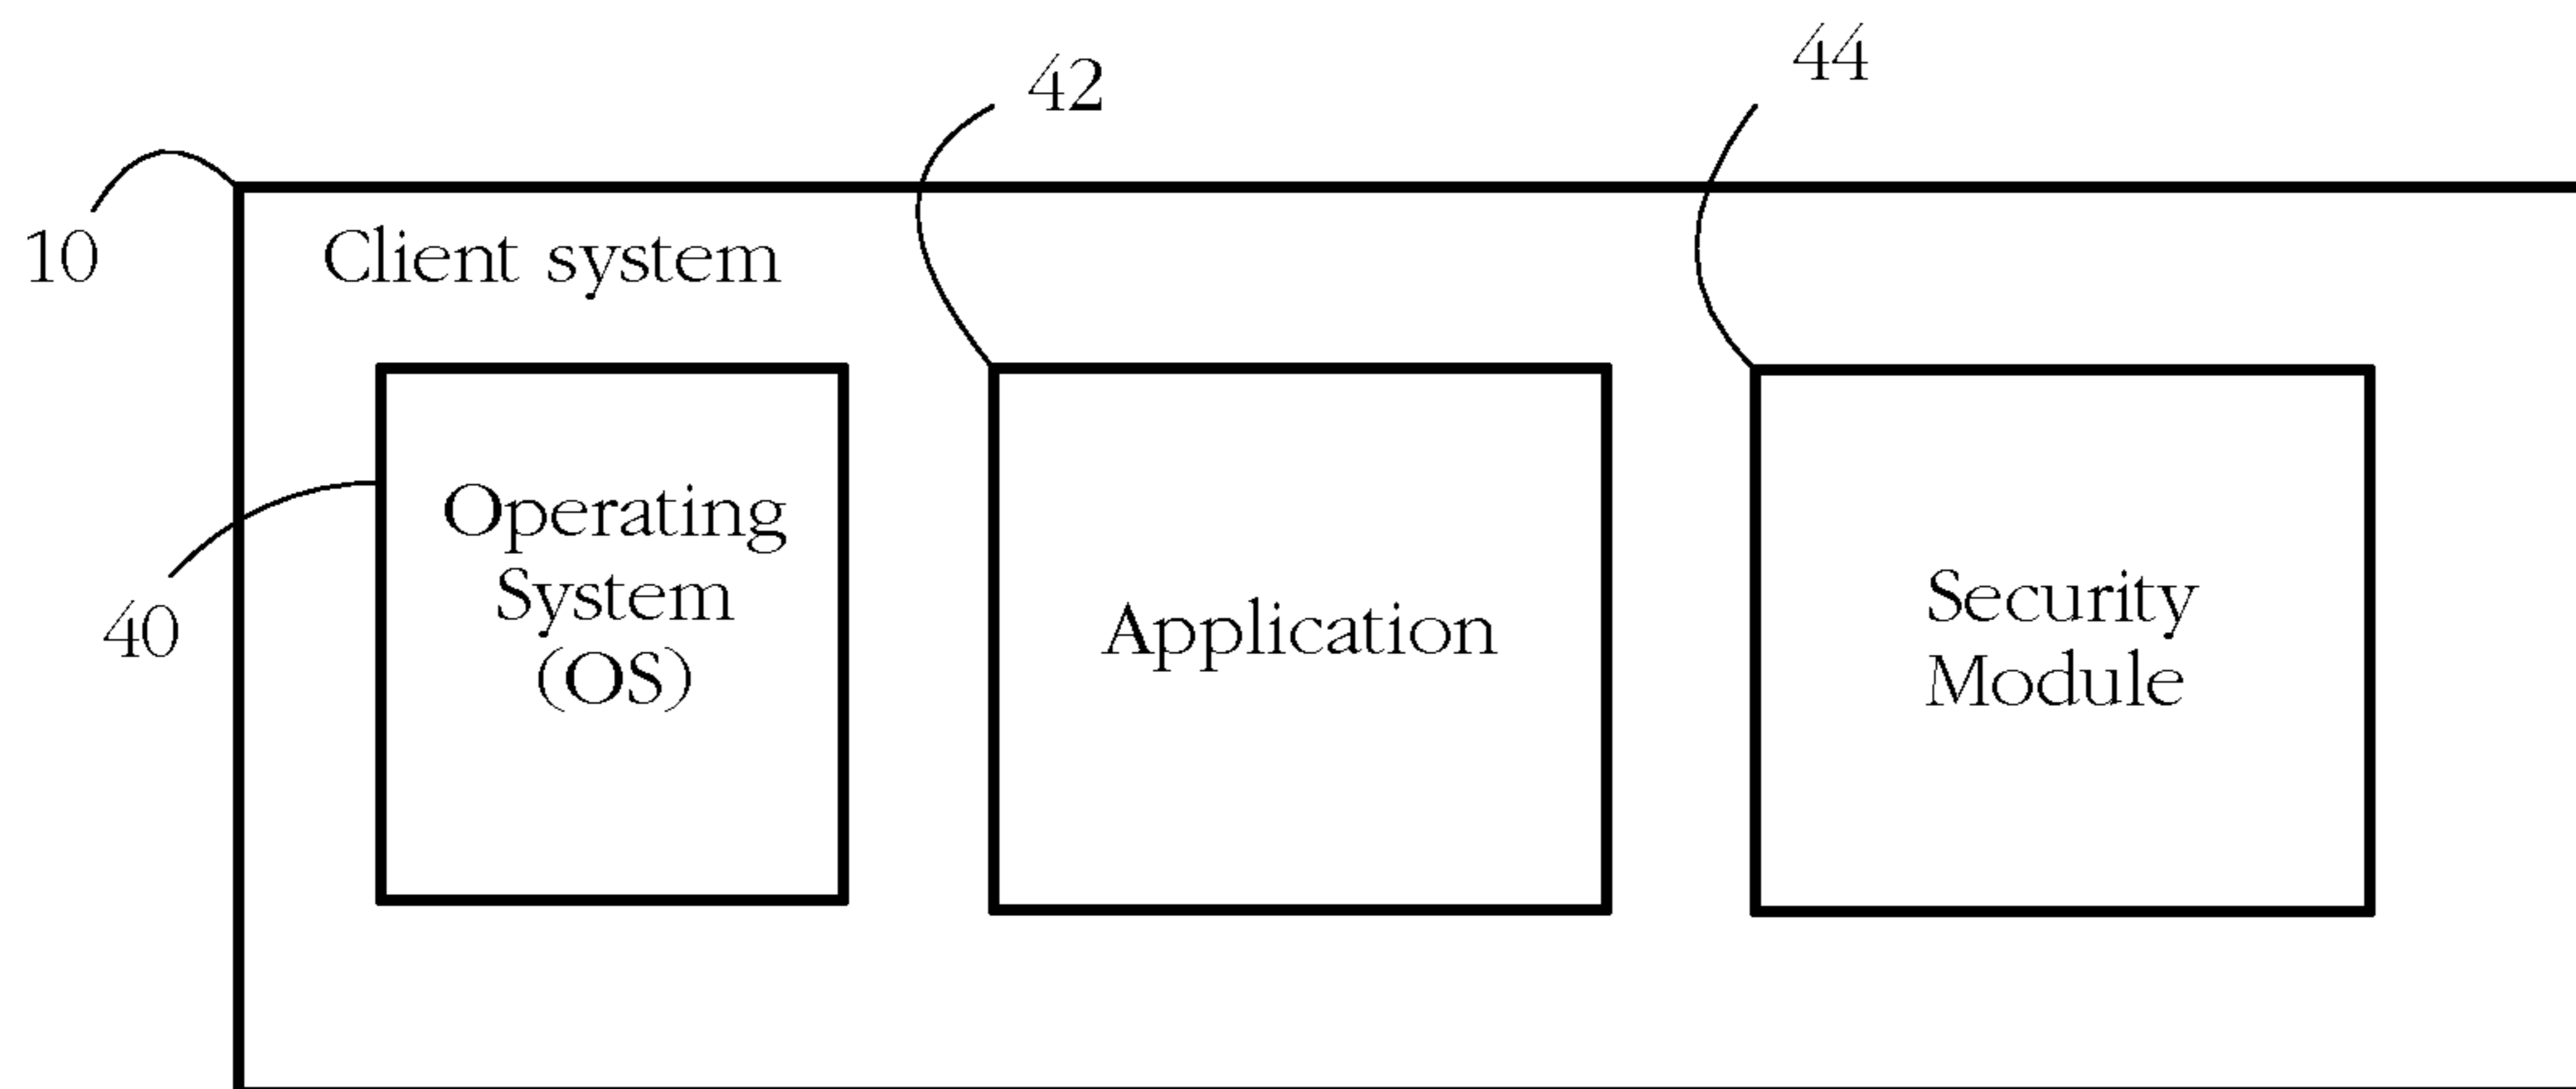 44
42
10
Client system
Operating
System
(OS)
40
Application
Security
Module